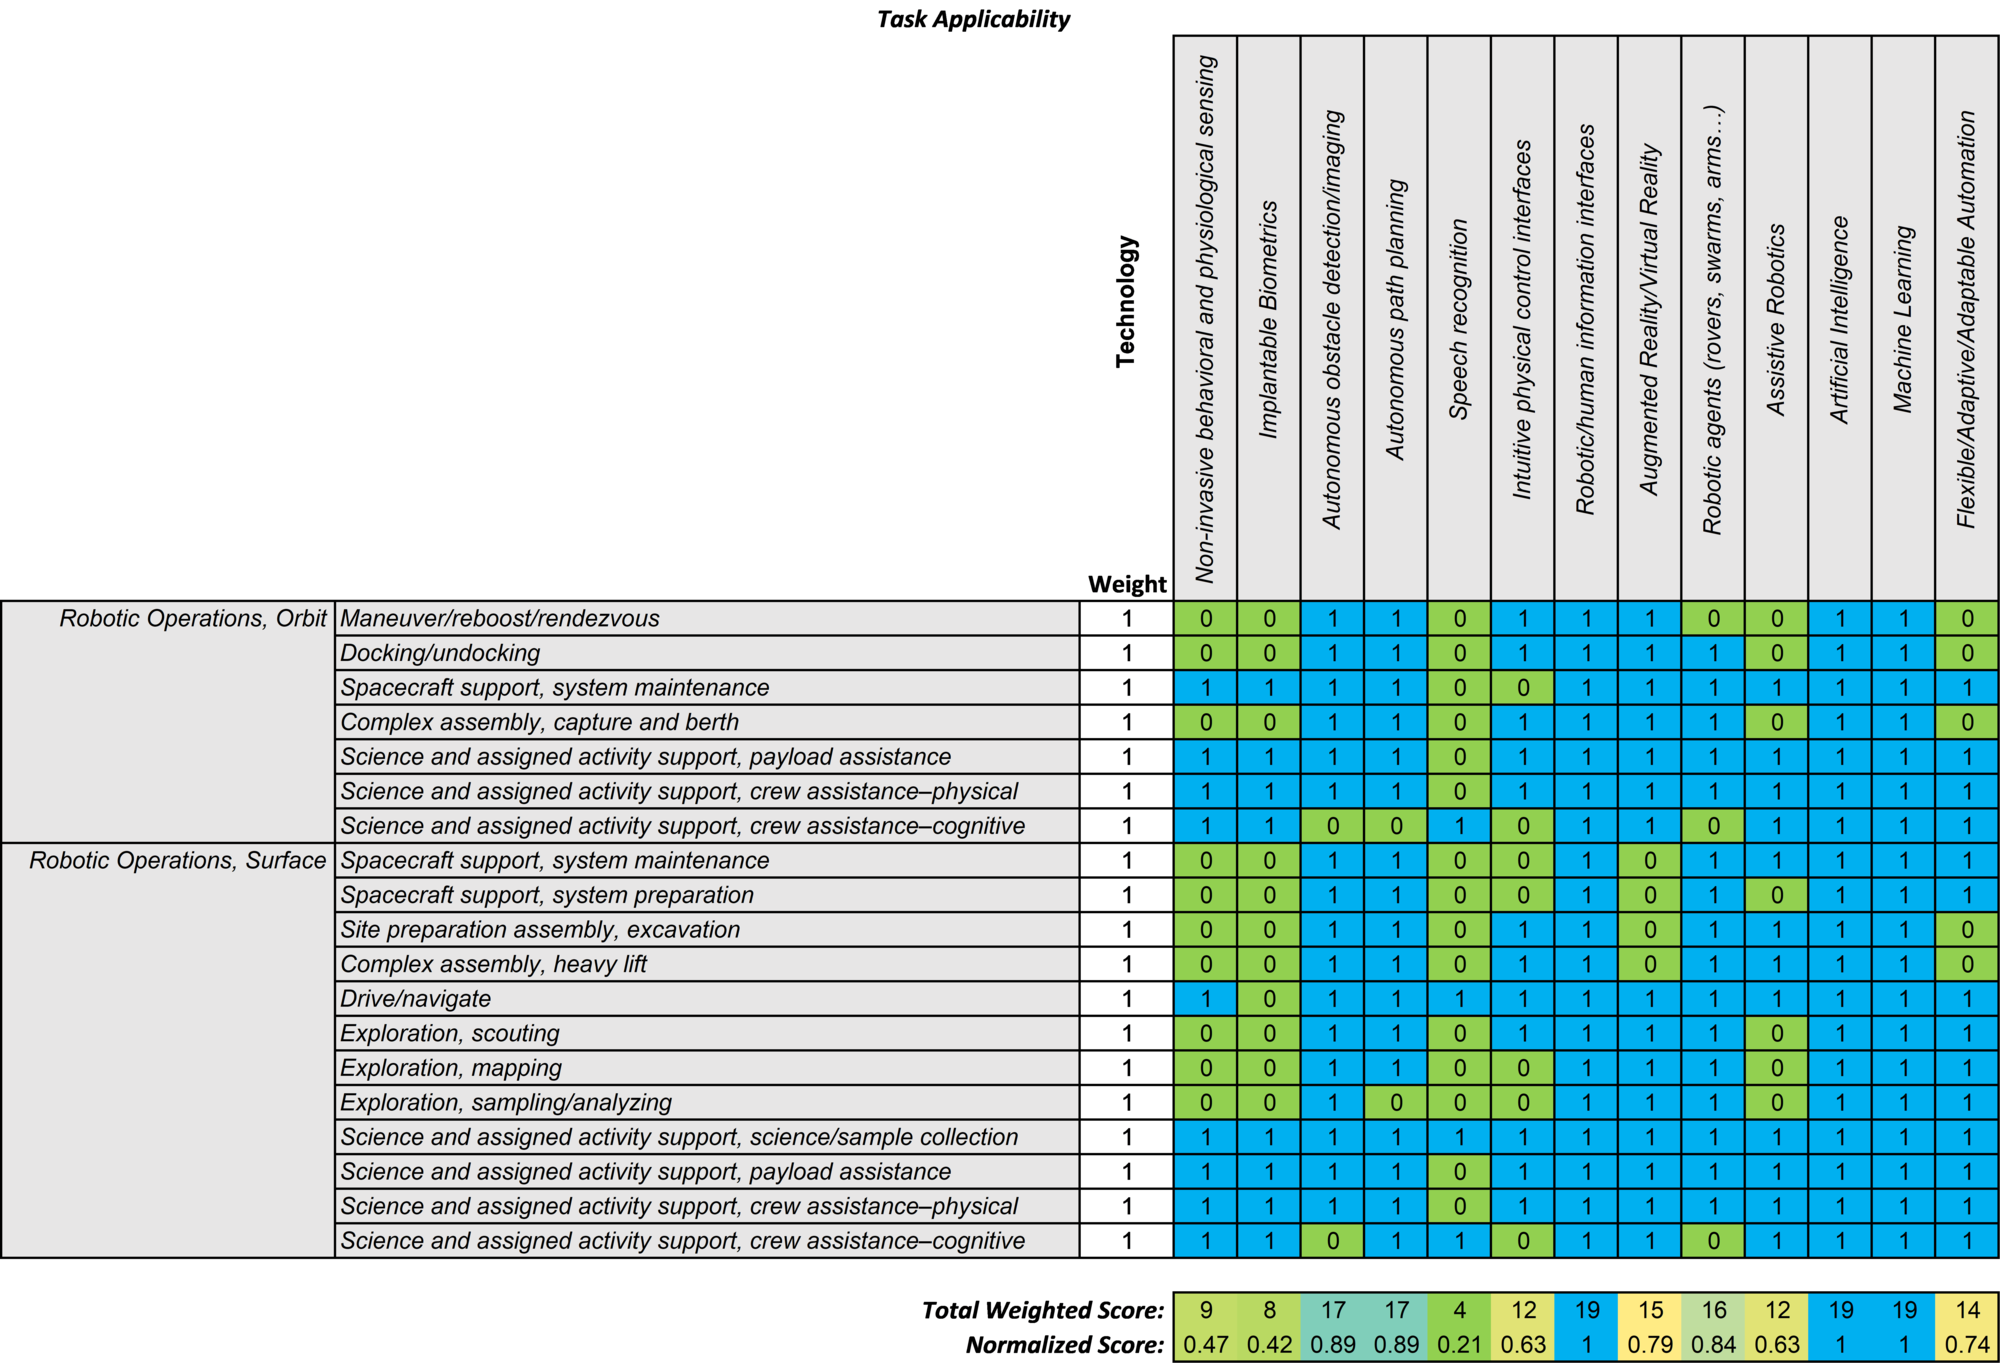 Task Applicability
Technology
Non-invasive behavioral and physiological sensing
Implantable Biometrics
Autonomous obstacle detection/imaging
Autonomous path planning
Speech recognition
Intuitive physical control interfaces
Robotic/human information interfaces
Augmented Reality/Virtual Reality
Robotic agents (rovers, swarms, arms…)
Assistive Robotics
Artificial Intelligence
Machine Learning
Flexible/Adaptive/Adaptable Automation
Weight
Robotic Operations, Orbit Maneuver/reboost/rendezvous 1 0 0 1 1 0 1 1 1 0 0 1 1 0
Docking/undocking 1 0 0 1 1 0 1 1 1 1 0 1 1 0
Spacecraft support, system maintenance 1 1 1 1 1 0 0 1 1 1 1 1 1 1
Complex assembly, capture and berth 1 0 0 1 1 0 1 1 1 1 0 1 1 0
Science and assigned activity support, payload assistance 1 1 1 1 1 0 1 1 1 1 1 1 1 1
Science and assigned activity support, crew assistance–physical 1 1 1 1 1 0 1 1 1 1 1 1 1 1
Science and assigned activity support, crew assistance–cognitive 1 1 1 0 0 1 0 1 1 0 1 1 1 1
Robotic Operations, Surface Spacecraft support, system maintenance 1 0 0 1 1 0 0 1 0 1 1 1 1 1
Spacecraft support, system preparation 1 0 0 1 1 0 0 1 0 1 0 1 1 1
Site preparation assembly, excavation 1 0 0 1 1 0 1 1 0 1 1 1 1 0
Complex assembly, heavy lift 1 0 0 1 1 0 1 1 0 1 1 1 1 0
Drive/navigate 1 1 0 1 1 1 1 1 1 1 1 1 1 1
Exploration, scouting 1 0 0 1 1 0 1 1 1 1 0 1 1 1
Exploration, mapping 1 0 0 1 1 0 0 1 1 1 0 1 1 1
Exploration, sampling/analyzing 1 0 0 1 0 0 0 1 1 1 0 1 1 1
Science and assigned activity support, science/sample collection 1 1 1 1 1 1 1 1 1 1 1 1 1 1
Science and assigned activity support, payload assistance 1 1 1 1 1 0 1 1 1 1 1 1 1 1
Science and assigned activity support, crew assistance–physical 1 1 1 1 1 0 1 1 1 1 1 1 1 1
Science and assigned activity support, crew assistance–cognitive 1 1 1 0 1 1 0 1 1 0 1 1 1 1
Total Weighted Score: 9 8 17 17 4 12 19 15 16 12 19 19 14
Normalized Score: 0.47 0.42 0.89 0.89 0.21 0.63 1 0.79 0.84 0.63 1 1 0.74